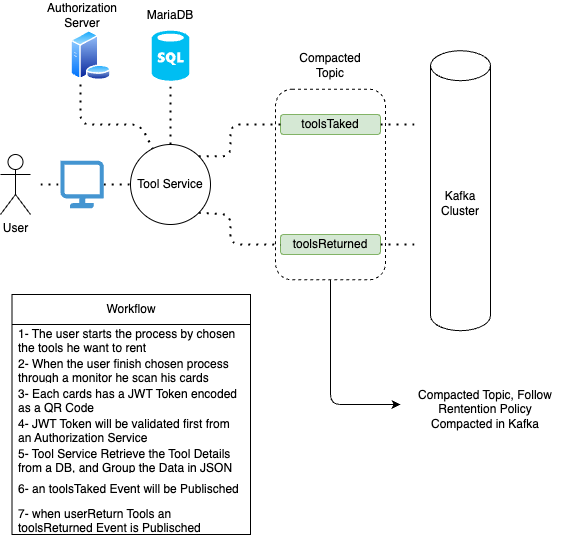 Authorization
Server
MariaDB
SQL
Compacted
Topic
toolsTaked
Tool Service
Kafka
Cluster
User
toolsReturned
Workflow
1- The user starts the process by chosen
the tools he want to rent
2- When the user finish chosen process
through a monitor he scan his cards
3- Each cards has a JWT Token encoded
as a QR Code
4- JWT Token will be validated first from
an Authorization Service
5- Tool Service Retrieve the Tool Details
from a DB, and Group the Data in JSON
6- an toolsTaked Event will be Publisched
7- when userReturn Tools an
toolsReturned Event is Publisched
Compacted Topic, Follow
Rentention Policy
Compacted in Kafka